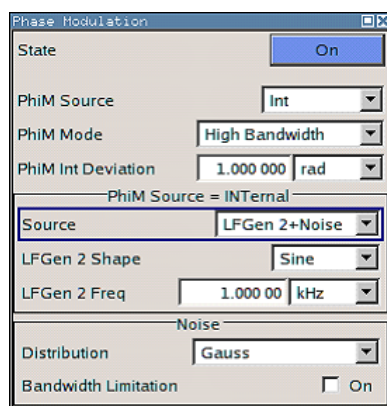 Phase Modulation
State On
PhiM Source Int
PhiM Mode High Bandwidth
PhiM Int Deviation 1.000 000 rad
PhiM Source = INTernal
Source LFGen 2+Noise
LFGen 2 Shape Sine
LFGen 2 Freq 1.000 00 kHz
Noise
Distribution Gauss
Bandwidth Limitation On